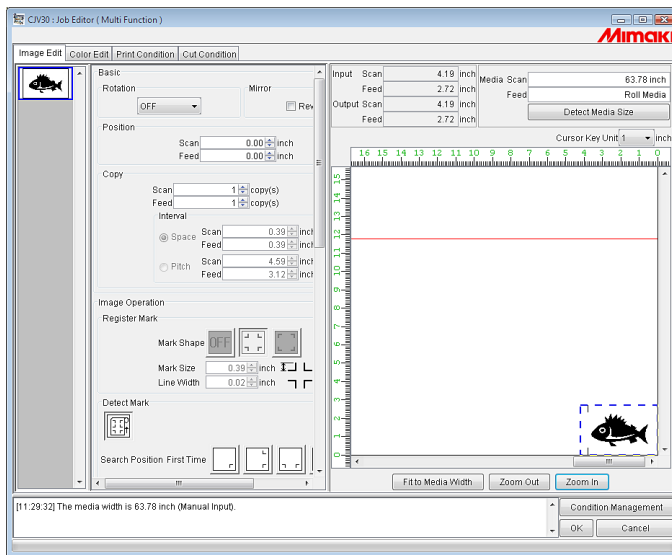 CJV30 : Job Editor ( Multi Function )
Mimaki
Image Edit Color Edit Print Condition Cut Condition
Basic
Rotation Mirror
OFF Rev
Position
Scan 0.00 inch
Feed 0.00 inch
Copy
Scan 1 copy(s)
Feed 1 copy(s)
Interval
Space Scan 0.39 inch
Feed 0.39 inch
Pitch Scan 4.59 inch
Feed 3.12 inch
Image Operation
Register Mark
Mark Shape OFF
Mark Size 0.39 inch
Line Width 0.02 inch
Detect Mark
Search Position First Time
Input Scan 4.19 inch
Feed 2.72 inch
Output Scan 4.19 inch
Feed 2.72 inch
Media Scan 63.78 inch
Feed Roll Media
Detect Media Size
Cursor Key Unit 1 inch
16 15 14 13 12 11 10 9 8 7 6 5 4 3 2 1 0
15
14
13
12
11
10
9
8
7
6
5
4
3
2
1
0
Fit to Media Width Zoom Out Zoom In
[11:29:32] The media width is 63.78 inch (Manual Input).
Condition Management
OK Cancel